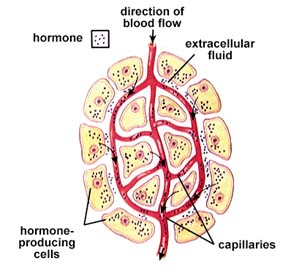 direction of
blood flow
hormone
extracellular
fluid
hormone-
producing
cells
capillaries